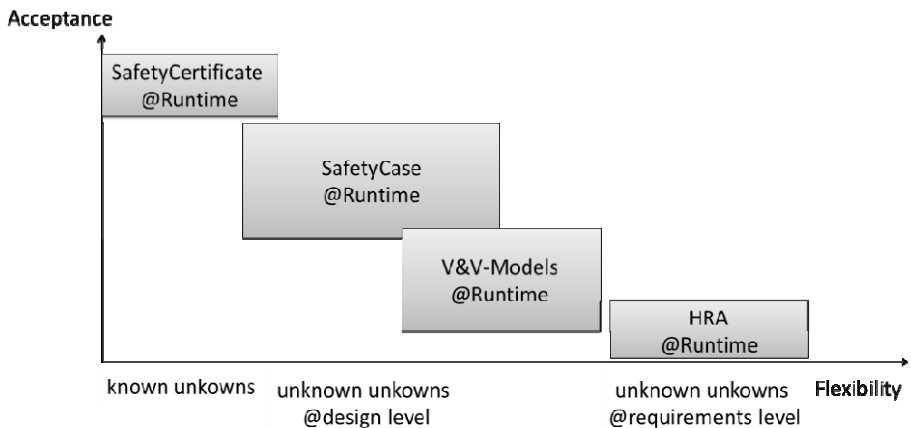 Acceptance
SafetyCertificate
@Runtime
SafetyCase
@Runtime
V&V-Models
@Runtime
HRA
@Runtime
known unkowns
unknown unkowns
@design level
unknown unkowns
@requirements level
Flexibility